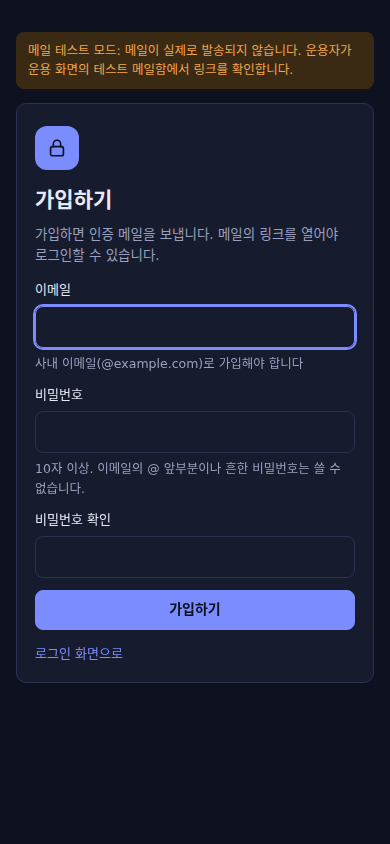 메일 테스트 모드: 메일이 실제로 발송되지 않습니다. 운용자가
운용 화면의 테스트 메일함에서 링크를 확인합니다.
가입하기
가입하면 인증 메일을 보냅니다. 메일의 링크를 열어야
로그인할 수 있습니다.
이메일
사내 이메일(@example.com)로 가입해야 합니다
비밀번호
10자 이상. 이메일의 @ 앞부분이나 흔한 비밀번호는 쓸 수
없습니다.
비밀번호 확인
가입하기
로그인 화면으로